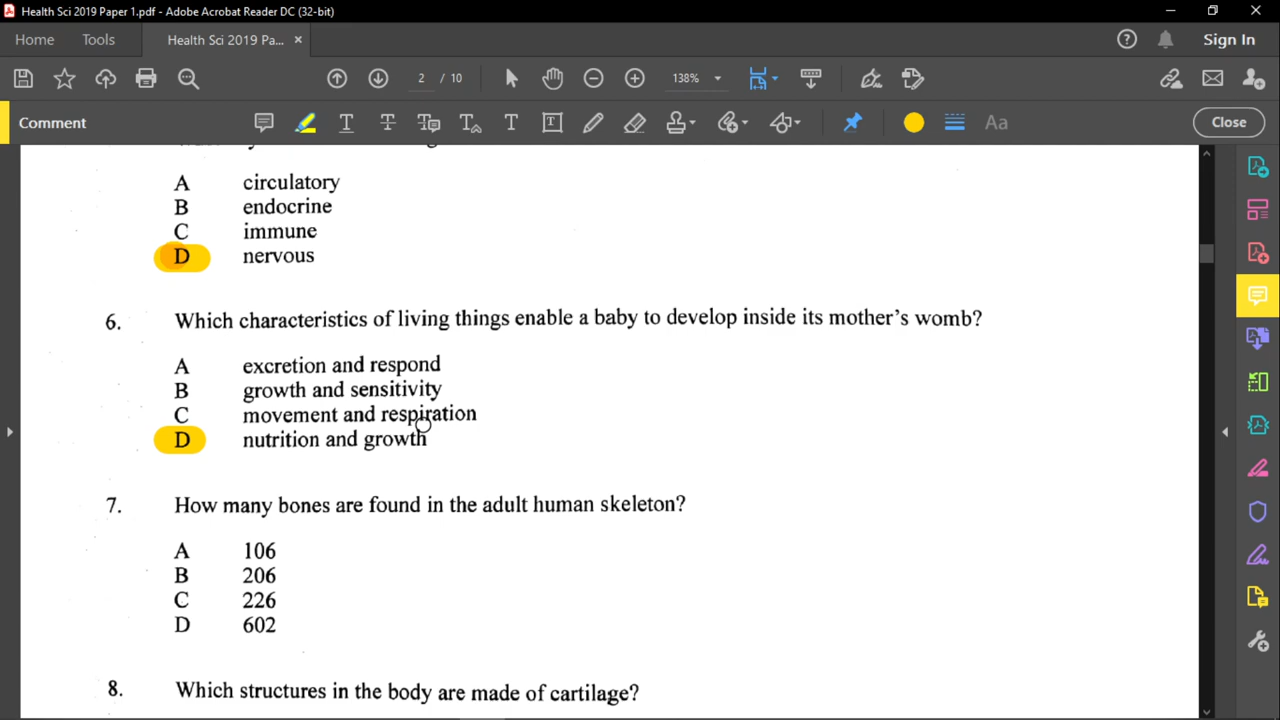 Health Sci 2019 Paper 1.pdf - Adobe Acrobat Reader DC (32-bit)
Home Tools Health Sci 2019 Pa... × Sign In
2 / 10 138%
Comment Aa Close
A circulatory
B endocrine
C immune
D nervous
6. Which characteristics of living things enable a baby to develop inside its mother's womb?
A excretion and respond
B growth and sensitivity
C movement and respiration
D nutrition and growth
7. How many bones are found in the adult human skeleton?
A 106
B 206
C 226
D 602
8. Which structures in the body are made of cartilage?